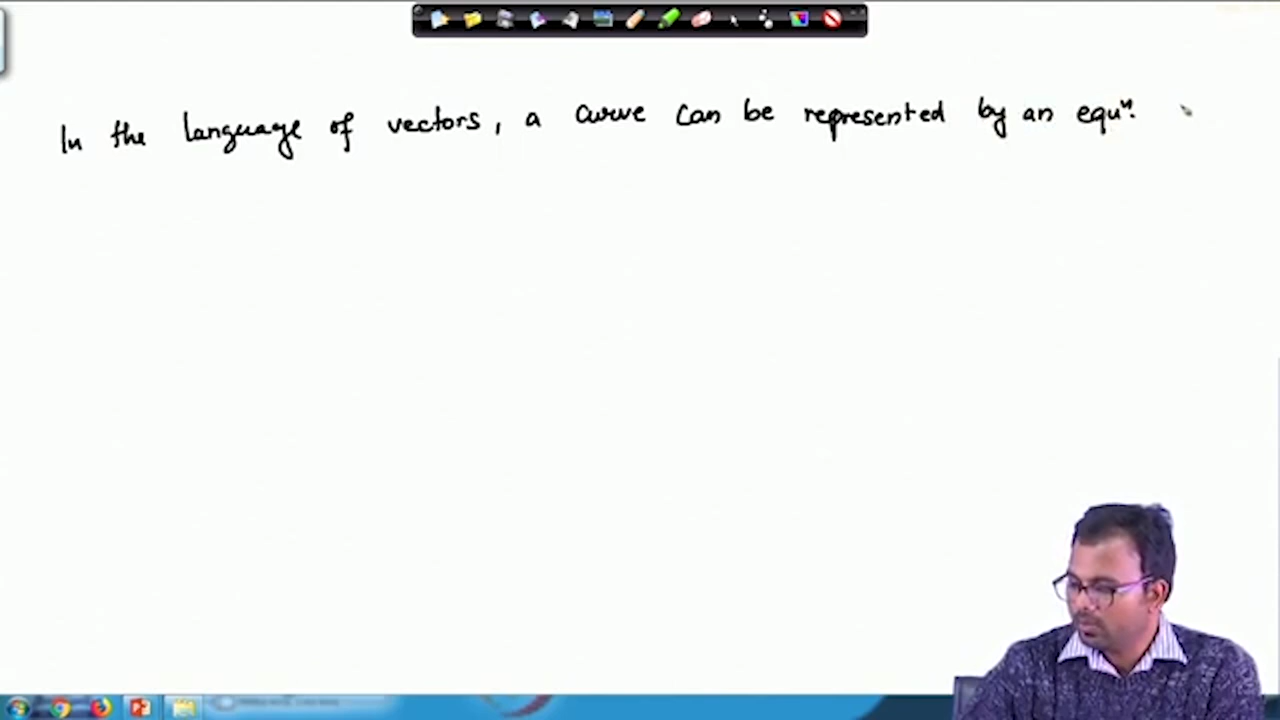 In the language of vectors, a curve can be represented by an equⁿ.